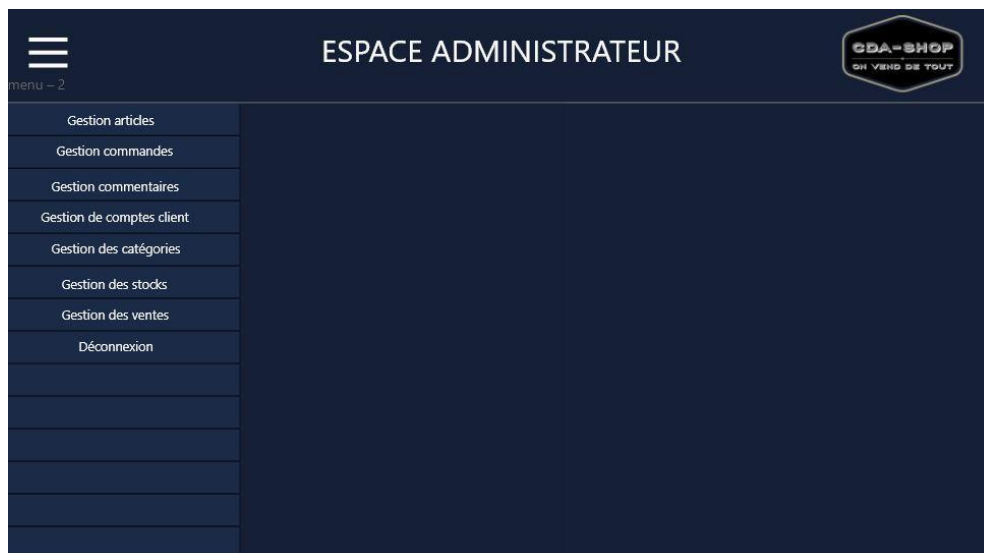 ESPACE ADMINISTRATEUR
CDA-SHOP
ON VEND DE TOUT
menu – 2
Gestion articles
Gestion commandes
Gestion commentaires
Gestion de comptes client
Gestion des catégories
Gestion des stocks
Gestion des ventes
Déconnexion